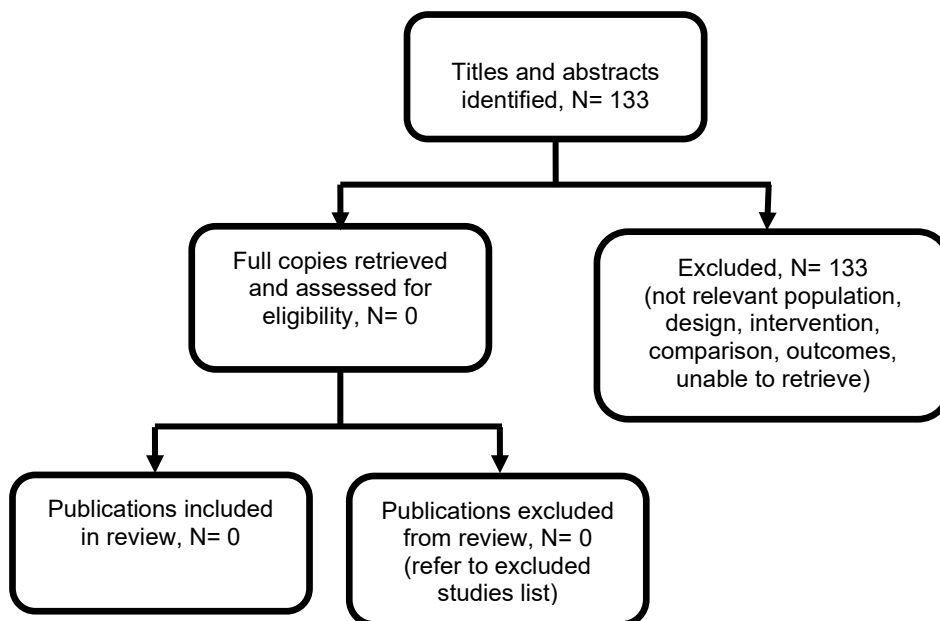 Titles and abstracts
identified, N= 133
Full copies retrieved
and assessed for
eligibility, N= 0
Excluded, N= 133
(not relevant population,
design, intervention,
comparison, outcomes,
unable to retrieve)
Publications included
in review, N= 0
Publications excluded
from review, N= 0
(refer to excluded
studies list)